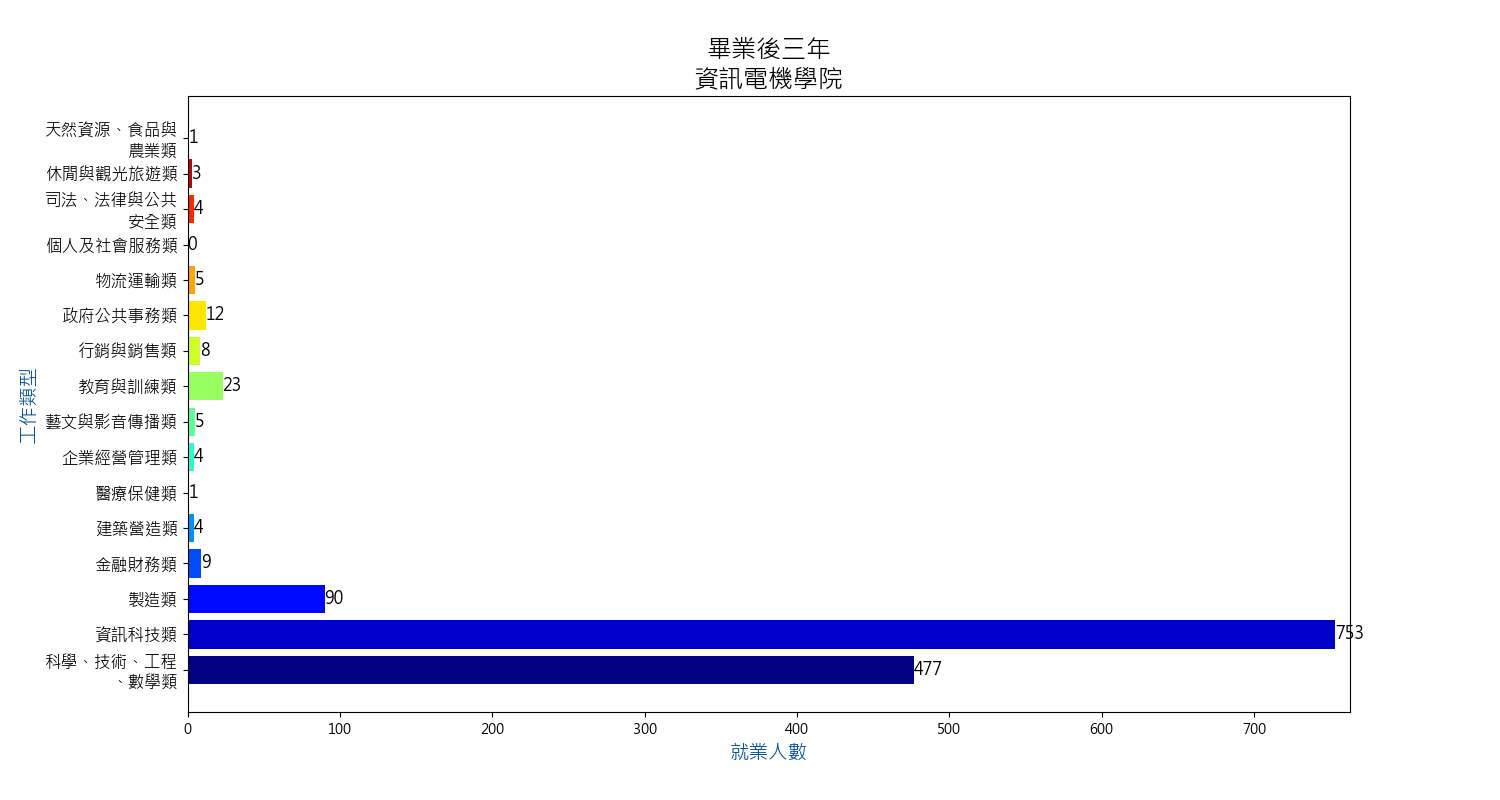 畢業後三年
資訊電機學院
天然資源、食品與
農業類
1
休閒與觀光旅遊類
3
司法、法律與公共
安全類
4
個人及社會服務類
0
物流運輸類
5
政府公共事務類
12
行銷與銷售類
8
教育與訓練類
23
藝文與影音傳播類
5
企業經營管理類
4
醫療保健類
1
建築營造類
4
金融財務類
9
製造類
90
資訊科技類
753
科學、技術、工程
、數學類
477
工作類型
0 100 200 300 400 500 600 700
就業人數